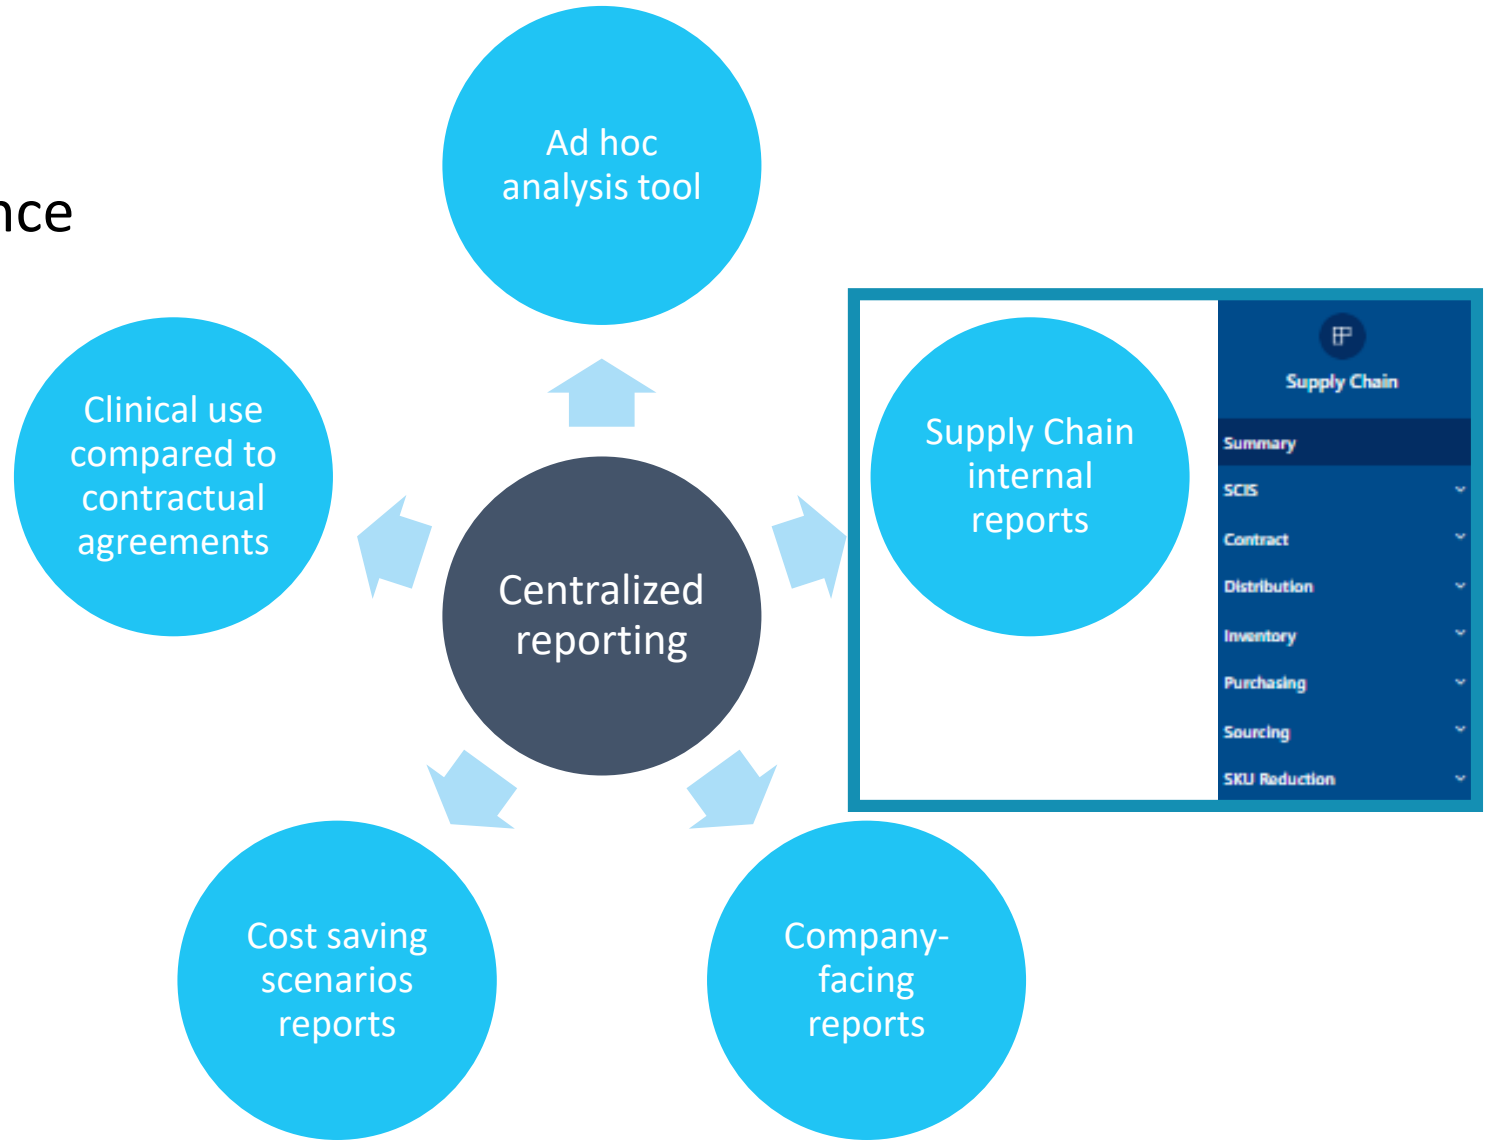 Ad hoc
analysis tool
nce
Clinical use
compared to
contractual
agreements
Supply Chain
internal
reports
Supply Chain
Summary
SCIS
Contract
Distribution
Inventory
Purchasing
Sourcing
SKU Reduction
Centralized
reporting
Cost saving
scenarios
reports
Company-
facing
reports